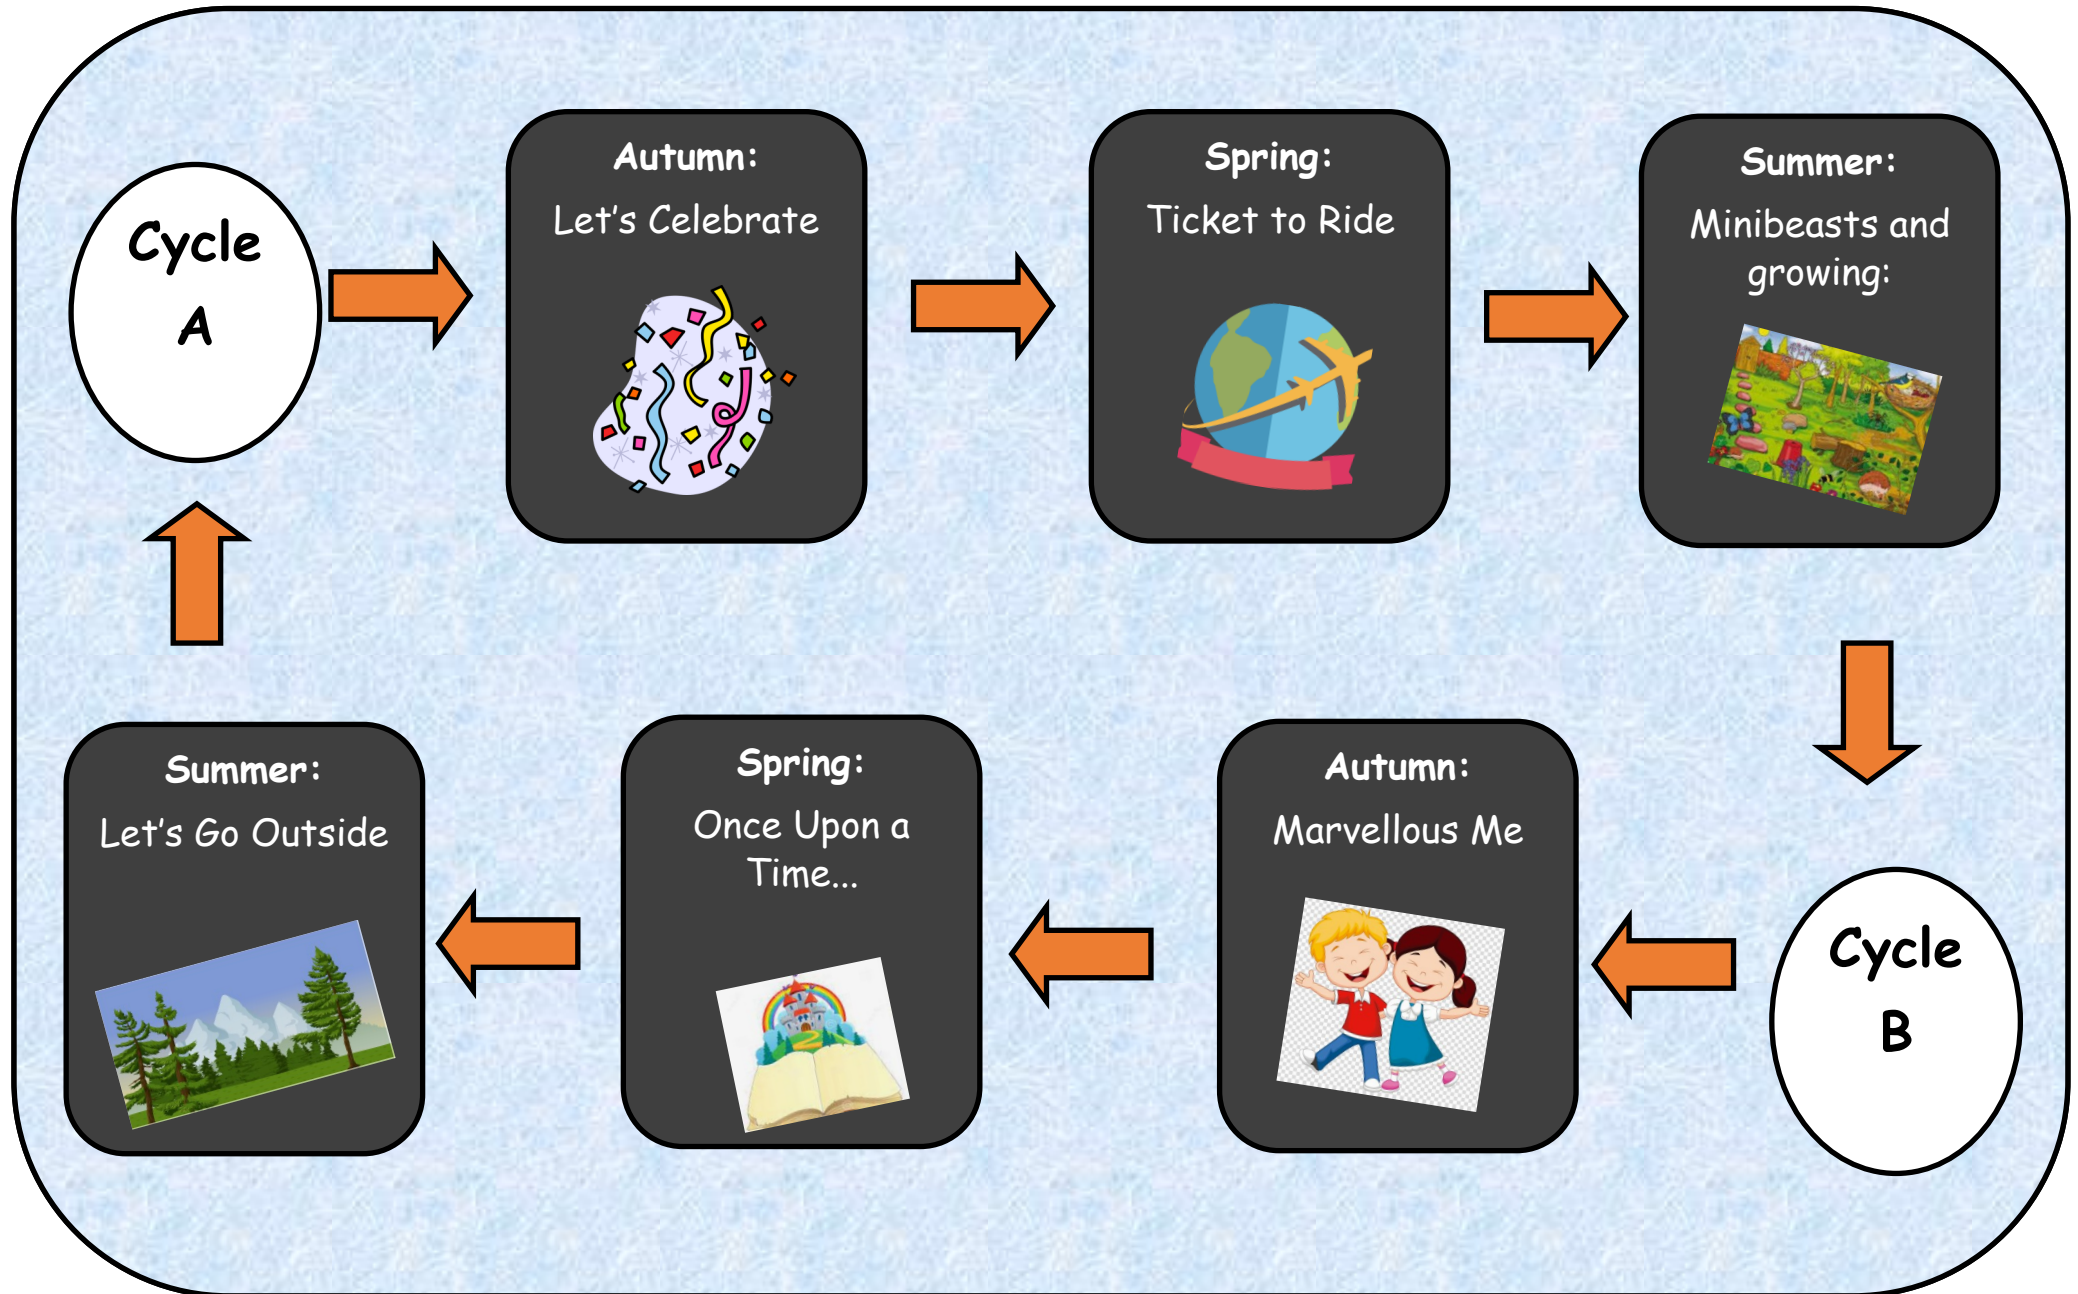 Cycle
A
Autumn:
Let's Celebrate
Spring:
Ticket to Ride
Summer:
Minibeasts and
growing:
Cycle
B
Autumn:
Marvellous Me
Spring:
Once Upon a
Time...
Summer:
Let's Go Outside